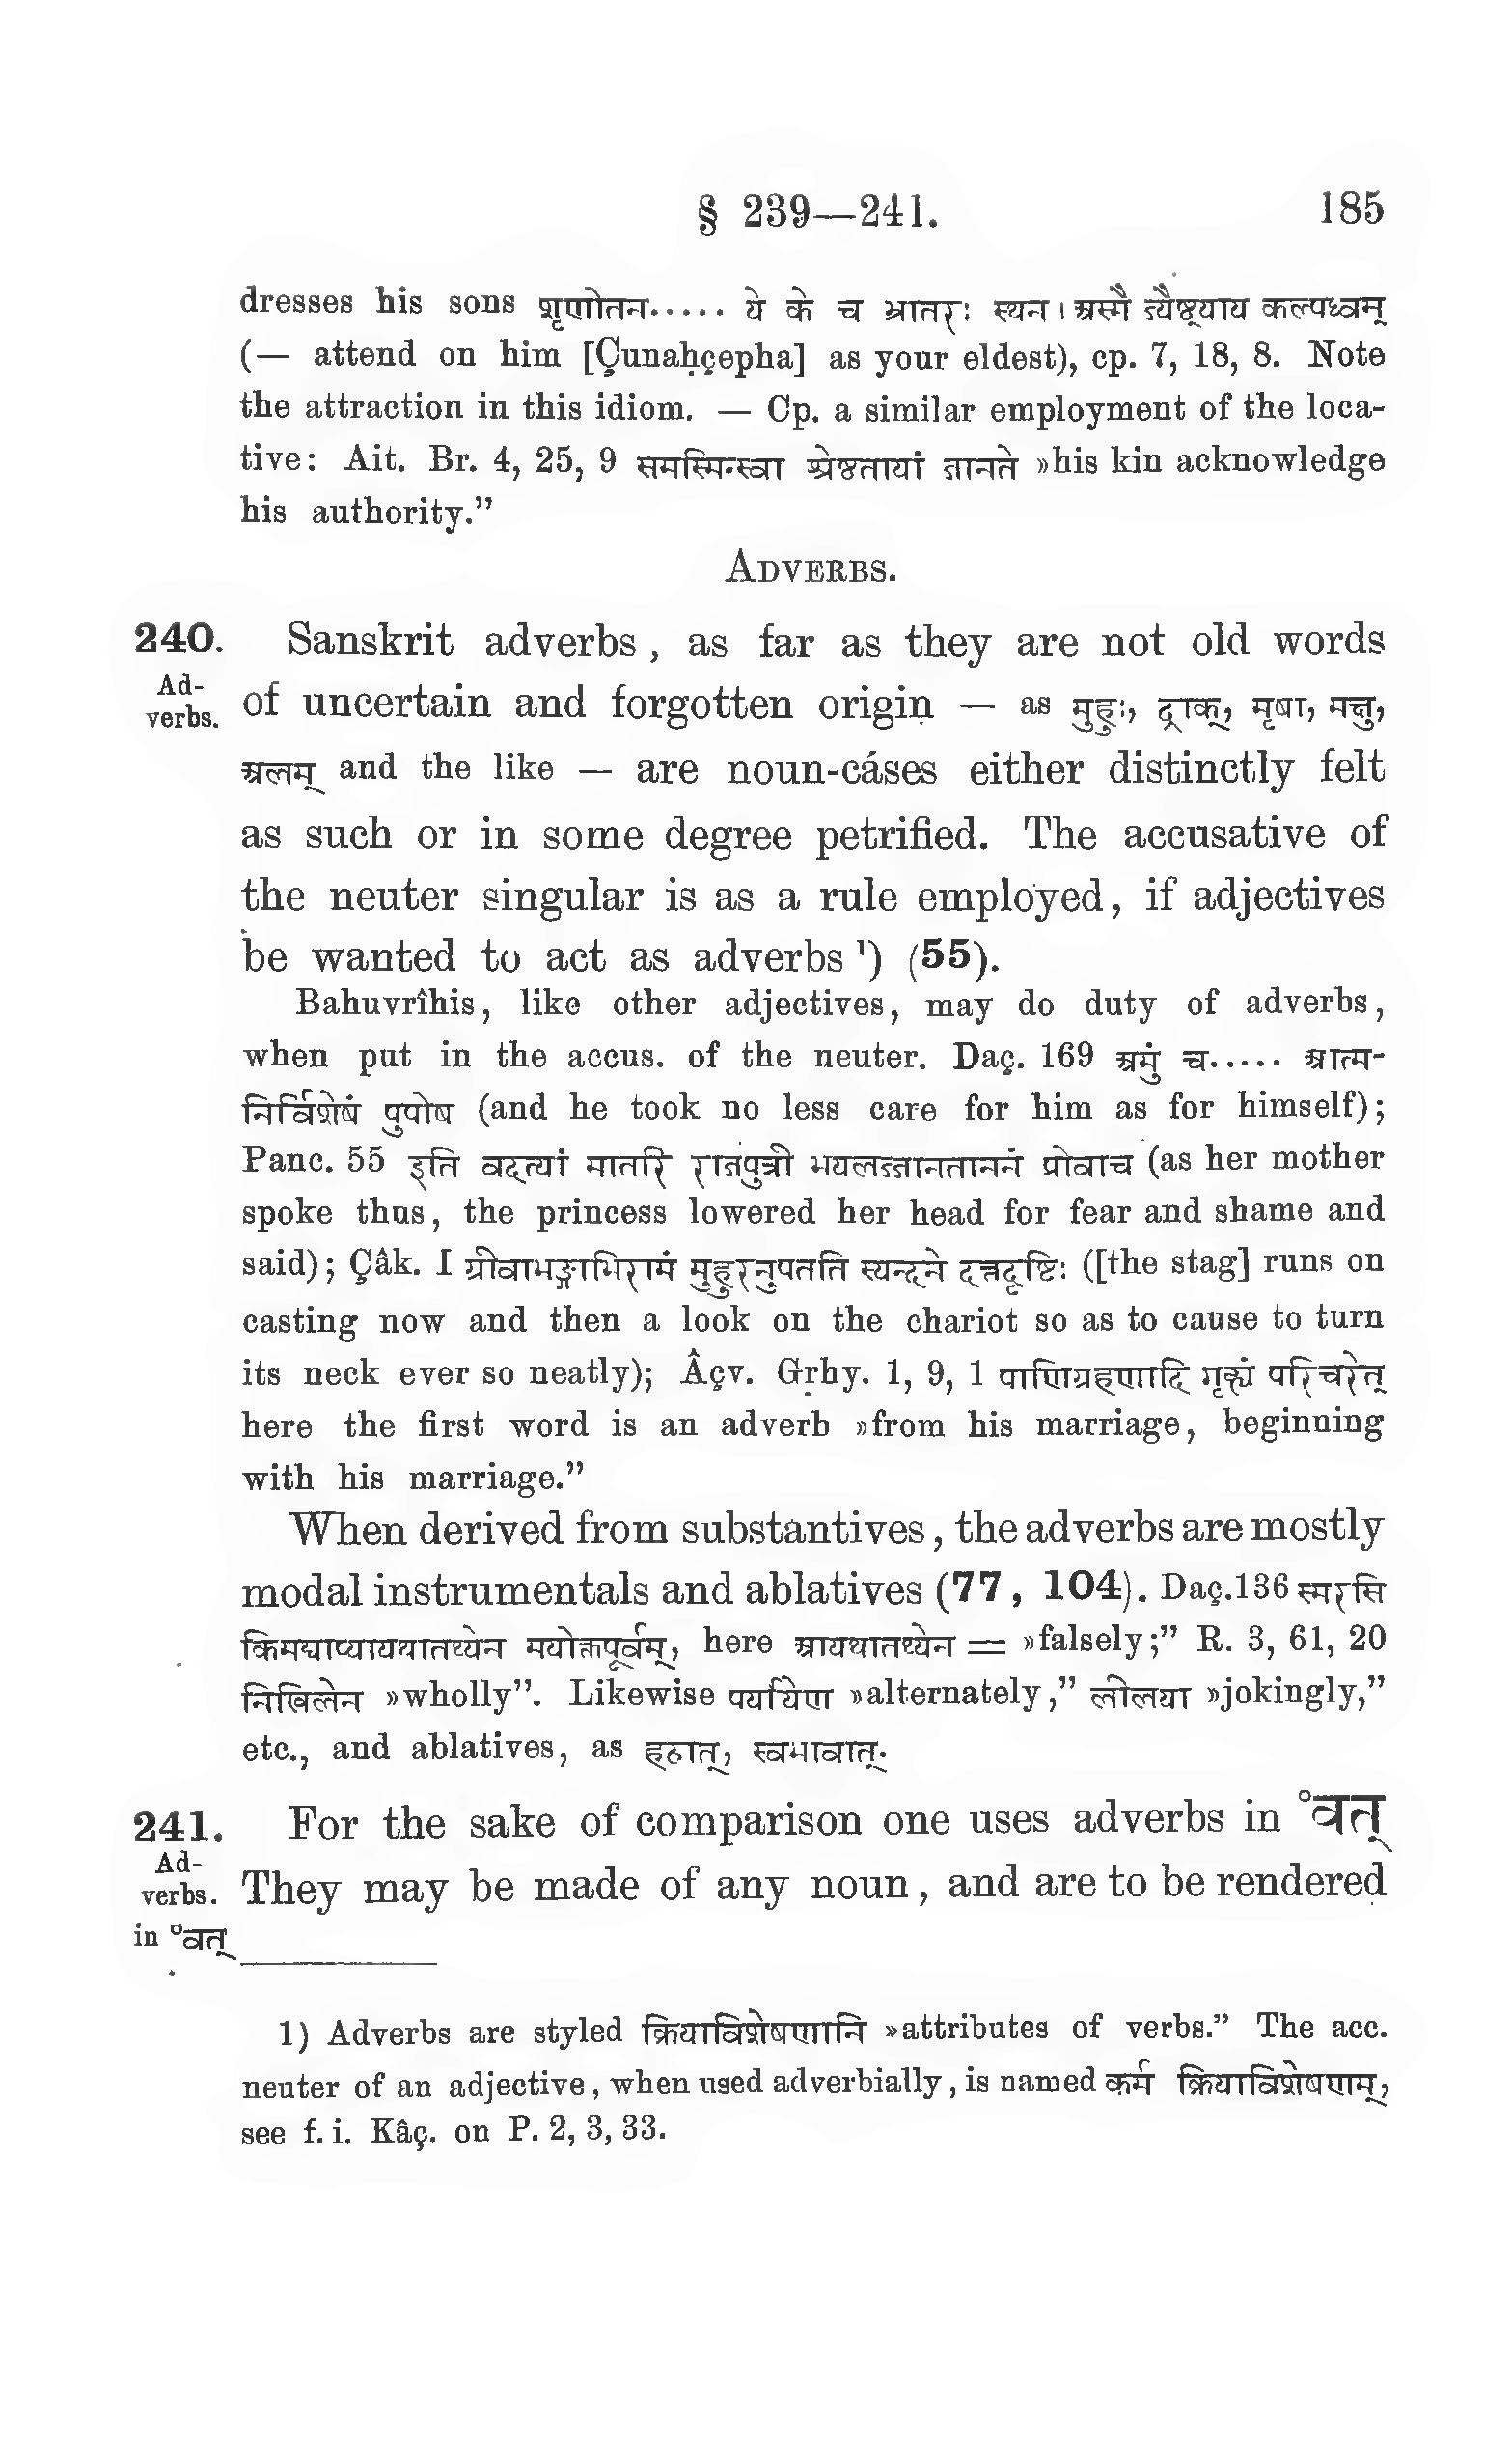 § 239—241. 185
dresses his sons शृणोतन..... ये के च भ्रातरः स्थन । अस्मै ज्यैष्ठ्याय कल्पध्वम्
(— attend on him [Çunaḥçepha] as your eldest), cp. 7, 18, 8. Note
the attraction in this idiom. — Cp. a similar employment of the loca-
tive: Ait. Br. 4, 25, 9 समस्मिन्स्वा श्रेष्ठतायां जानते »his kin acknowledge
his authority.”
ADVERBS.
240. Sanskrit adverbs, as far as they are not old words
Ad-
verbs. of uncertain and forgotten origin — as मुहुः, द्राक्, मृषा, मङ्क्षु,
अलम् and the like — are noun-cáses either distinctly felt
as such or in some degree petrified. The accusative of
the neuter singular is as a rule employed, if adjectives
be wanted to act as adverbs ¹) (55).
Bahuvrîhis, like other adjectives, may do duty of adverbs,
when put in the accus. of the neuter. Daç. 169 अमुं च..... आत्म-
निर्विशेषं पुपोष (and he took no less care for him as for himself);
Panc. 55 इति वदत्यां मातरि राजपुत्री भयलज्जानताननं प्रोवाच (as her mother
spoke thus, the princess lowered her head for fear and shame and
said); Çâk. I ग्रीवाभङ्गाभिरामं मुहुरनुपतति स्यन्दने दत्तदृष्टिः ([the stag] runs on
casting now and then a look on the chariot so as to cause to turn
its neck ever so neatly); Âçv. Gṛhy. 1, 9, 1 पाणिग्रहणादि गृह्यं परिचरेत्
here the first word is an adverb »from his marriage, beginning
with his marriage.”
When derived from substantives, the adverbs are mostly
modal instrumentals and ablatives (77, 104). Daç. 136 स्मरसि
किमद्याप्यायथातथ्येन मयोक्तपूर्वम्, here आयथातथ्येन = »falsely;” R. 3, 61, 20
निखिलेन »wholly”. Likewise पर्यायेण »alternately,” लीलया »jokingly,”
etc., and ablatives, as हठात्, स्वभावात्.
241. For the sake of comparison one uses adverbs in °वत्
Ad-
verbs. They may be made of any noun, and are to be rendered
in °वत्
1) Adverbs are styled क्रियाविशेषणानि »attributes of verbs.” The acc.
neuter of an adjective, when used adverbially, is named कर्म क्रियाविशेषणम्,
see f. i. Kâç. on P. 2, 3, 33.